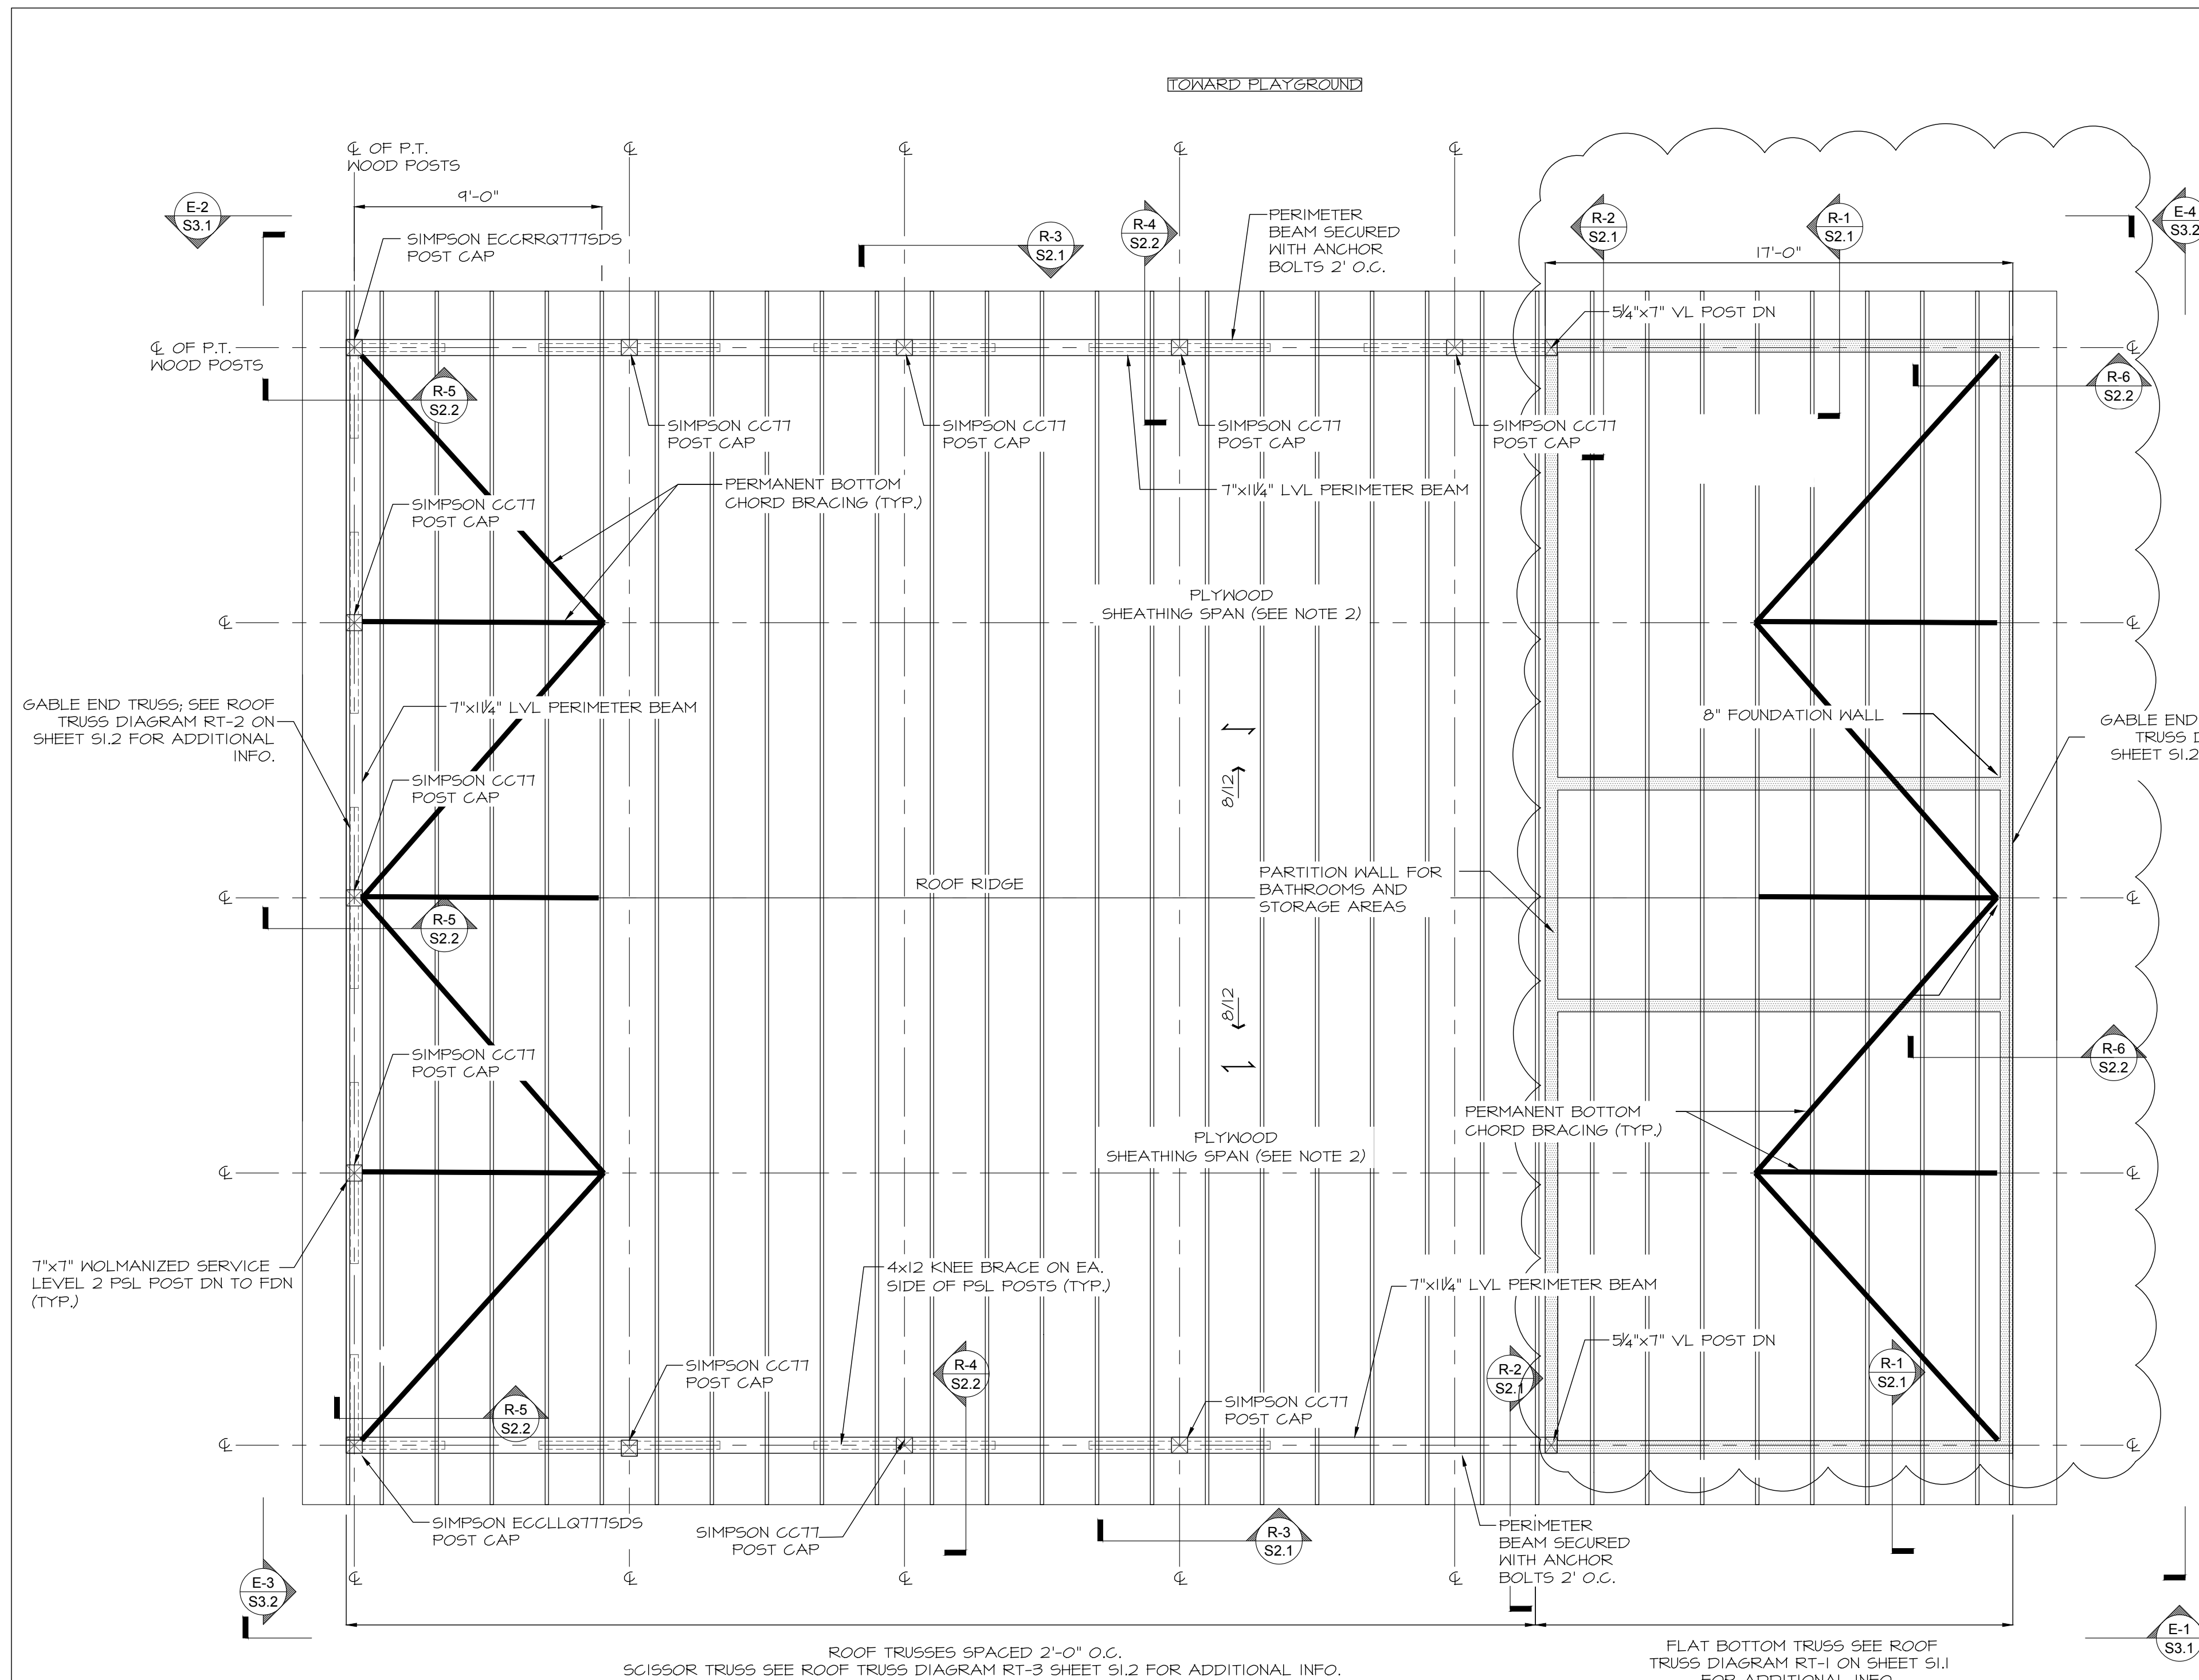 TOWARD PLAYGROUND
℄ OF P.T.
WOOD POSTS
℄
℄
℄
℄
9'-0"
E-2
S3.1
SIMPSON ECCRRQ777SDS
POST CAP
R-3
S2.1
R-4
S2.2
PERIMETER
BEAM SECURED
WITH ANCHOR
BOLTS 2' O.C.
R-2
S2.1
R-1
S2.1
E-4
S3.2
17'-0"
5¼"x7" VL POST DN
℄ OF P.T.
WOOD POSTS
℄
R-5
S2.2
R-6
S2.2
SIMPSON CC77
POST CAP
SIMPSON CC77
POST CAP
SIMPSON CC77
POST CAP
SIMPSON CC77
POST CAP
PERMANENT BOTTOM
CHORD BRACING (TYP.)
7"x11¼" LVL PERIMETER BEAM
SIMPSON CC77
POST CAP
PLYWOOD
SHEATHING SPAN (SEE NOTE 2)
℄
℄
GABLE END TRUSS; SEE ROOF
TRUSS DIAGRAM RT-2 ON
SHEET S1.2 FOR ADDITIONAL
INFO.
7"x11¼" LVL PERIMETER BEAM
8" FOUNDATION WALL
GABLE END
TRUSS D
SHEET S1.2
SIMPSON CC77
POST CAP
8/12
PARTITION WALL FOR
BATHROOMS AND
STORAGE AREAS
ROOF RIDGE
℄
℄
R-5
S2.2
8/12
SIMPSON CC77
POST CAP
R-6
S2.2
PERMANENT BOTTOM
CHORD BRACING (TYP.)
PLYWOOD
SHEATHING SPAN (SEE NOTE 2)
℄
℄
7"x7" WOLMANIZED SERVICE
LEVEL 2 PSL POST DN TO FDN
(TYP.)
4x12 KNEE BRACE ON EA.
SIDE OF PSL POSTS (TYP.)
7"x11¼" LVL PERIMETER BEAM
5¼"x7" VL POST DN
SIMPSON CC77
POST CAP
R-4
S2.2
R-2
S2.1
R-1
S2.1
R-5
S2.2
SIMPSON CC77
POST CAP
℄
℄
SIMPSON ECCLLQ777SDS
POST CAP
SIMPSON CC77
POST CAP
R-3
S2.1
PERIMETER
BEAM SECURED
WITH ANCHOR
BOLTS 2' O.C.
E-3
S3.2
℄
℄
℄
℄
℄
E-1
S3.1
ROOF TRUSSES SPACED 2'-0" O.C.
SCISSOR TRUSS SEE ROOF TRUSS DIAGRAM RT-3 SHEET S1.2 FOR ADDITIONAL INFO.
FLAT BOTTOM TRUSS SEE ROOF
TRUSS DIAGRAM RT-1 ON SHEET S1.1
FOR ADDITIONAL INFO